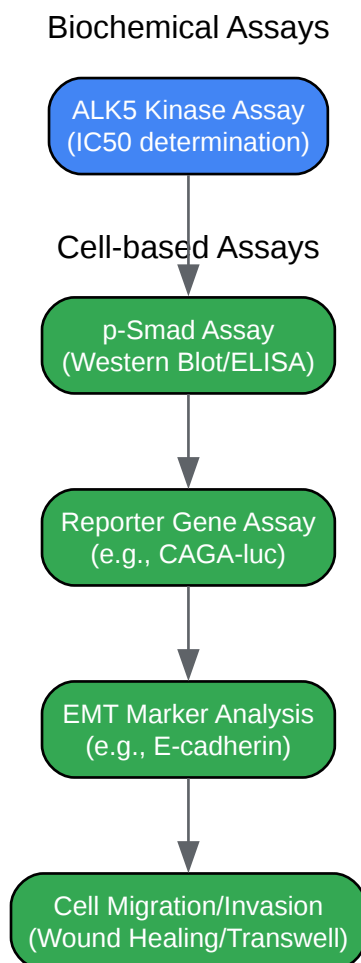 Biochemical Assays
ALK5 Kinase Assay
(IC50 determination)
Cell-based Assays
p-Smad Assay
(Western Blot/ELISA)
Reporter Gene Assay
(e.g., CAGA-luc)
EMT Marker Analysis
(e.g., E-cadherin)
Cell Migration/Invasion
(Wound Healing/Transwell)